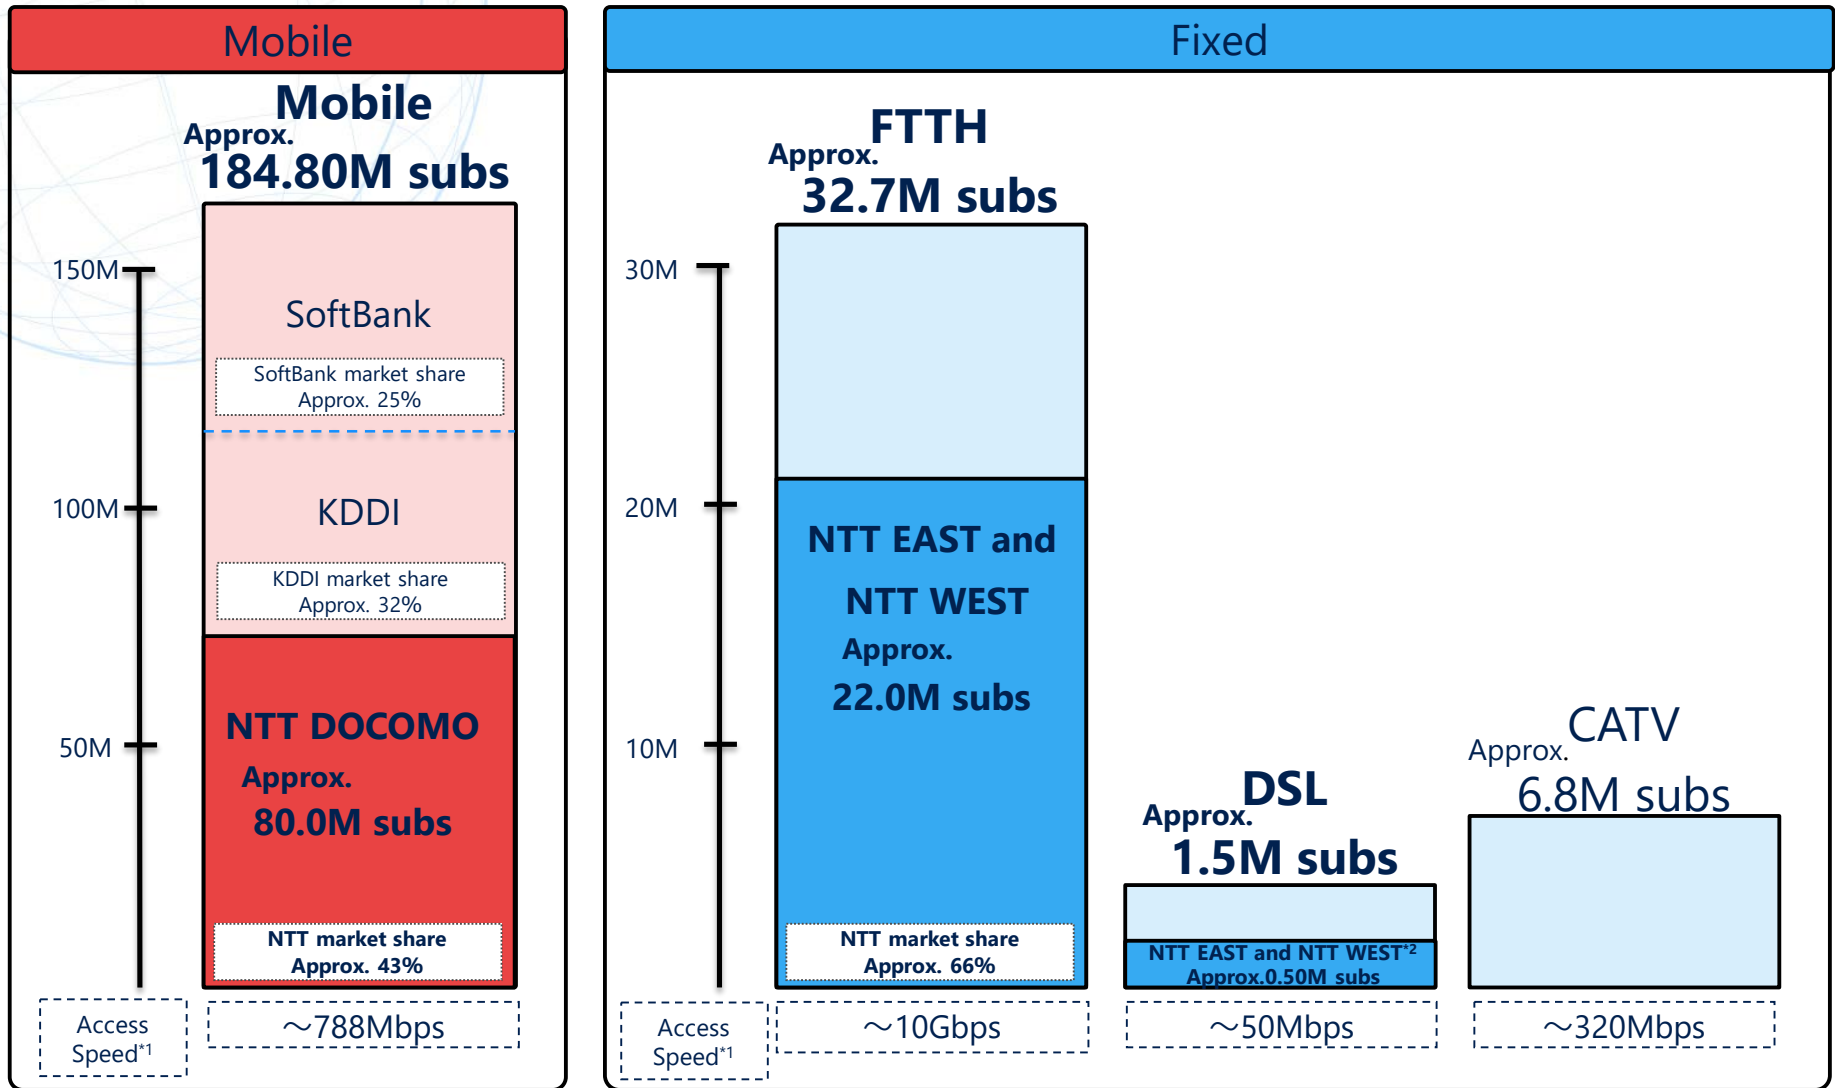 Mobile
Mobile
Approx.
184.80M subs
150M
100M
50M
SoftBank
SoftBank market share
Approx. 25%
KDDI
KDDI market share
Approx. 32%
NTT DOCOMO
Approx.
80.0M subs
NTT market share
Approx. 43%
Access
Speed*1
～788Mbps
Fixed
FTTH
Approx.
32.7M subs
30M
20M
10M
NTT EAST and
NTT WEST
Approx.
22.0M subs
NTT market share
Approx. 66%
DSL
Approx.
1.5M subs
NTT EAST and NTT WEST*2
Approx.0.50M subs
CATV
Approx.
6.8M subs
Access
Speed*1
～10Gbps
～50Mbps
～320Mbps